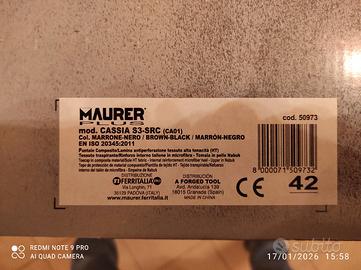 MAURER
PLUS
mod. CASSIA S3-SRC (CA01)
Col. MARRONE-NERO / BROWN-BLACK / MARRÓN-NEGRO
EN ISO 20345:2011
cod. 50973
Puntale Composito/Lamina antiperforazione tessuto alta tenacità (HT)
Tessuto traspirante/Rinforzo interno tallone in microfibra - Tomaia in pelle Nabuk
8 000071 509732
DISTRIBUZIONE
FERRITALIA
Via Longhin, 71
35129 PADOVA (ITALY)
www.maurer.ferritalia.it
DISTRIBUCIÓN
A FORGED TOOL
Avd. Andalucía 139
18015 Granada (Spain)
CE
42
REDMI NOTE 9 PRO
AI QUAD CAMERA
subito
17/01/2026 15:58